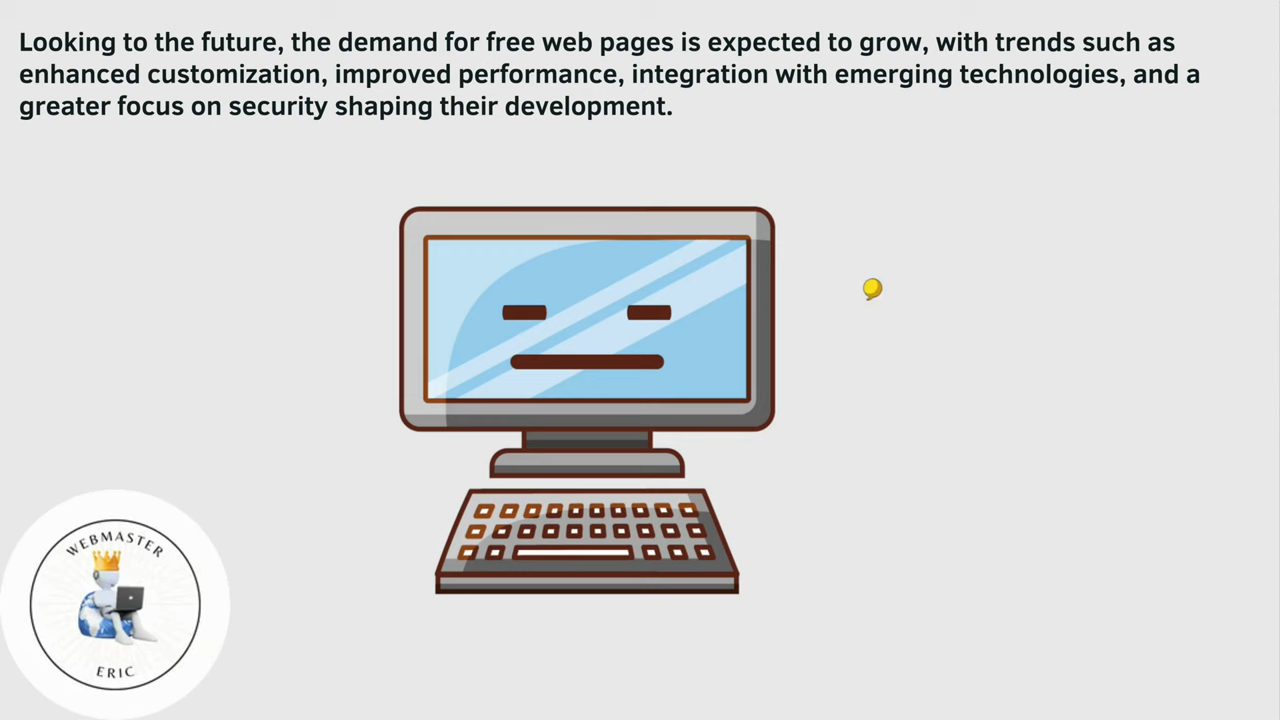 Looking to the future, the demand for free web pages is expected to grow, with trends such as
enhanced customization, improved performance, integration with emerging technologies, and a
greater focus on security shaping their development.
WEBMASTER
ERIC